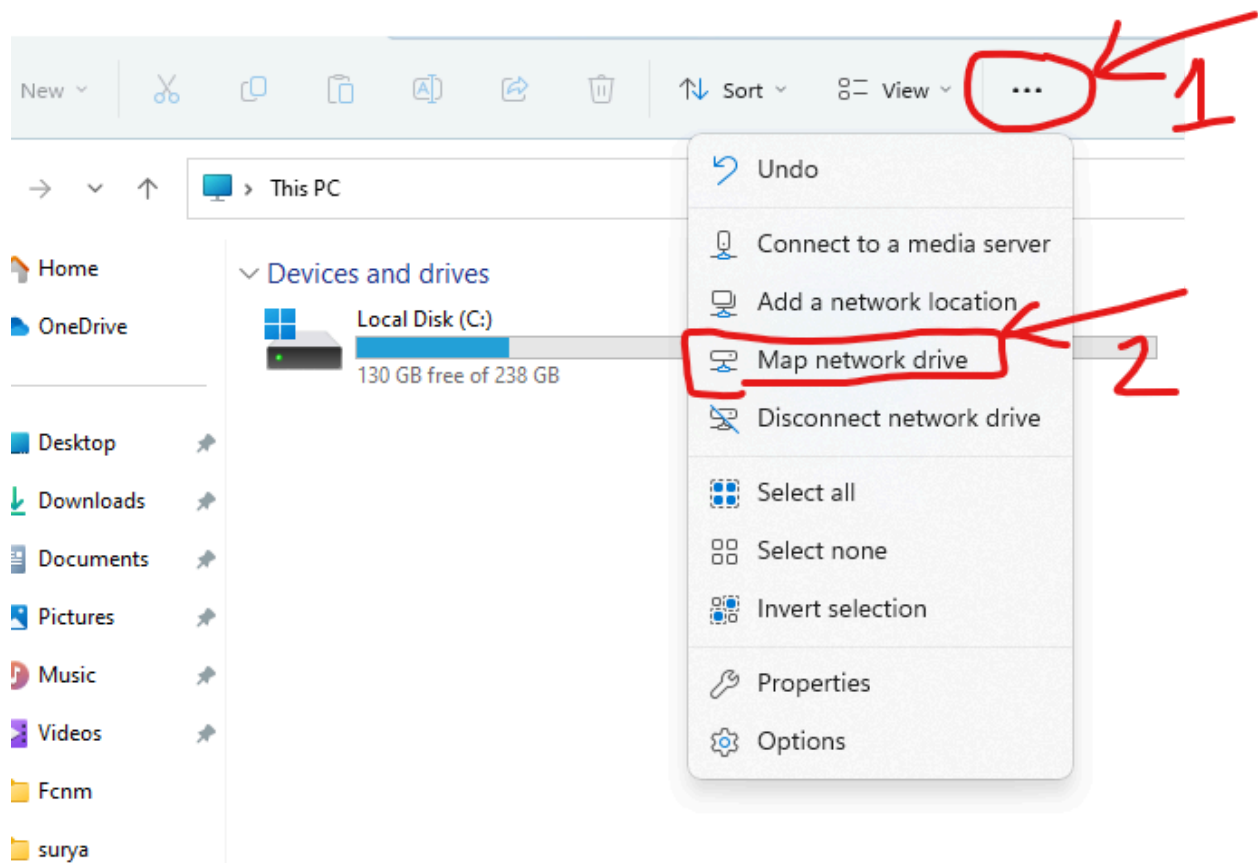 New
Sort
View
...
1
This PC
Undo
Connect to a media server
Add a network location
Map network drive
2
Disconnect network drive
Select all
Select none
Invert selection
Properties
Options
Home
OneDrive
Desktop
Downloads
Documents
Pictures
Music
Videos
Fcnm
surya
Devices and drives
Local Disk (C:)
130 GB free of 238 GB